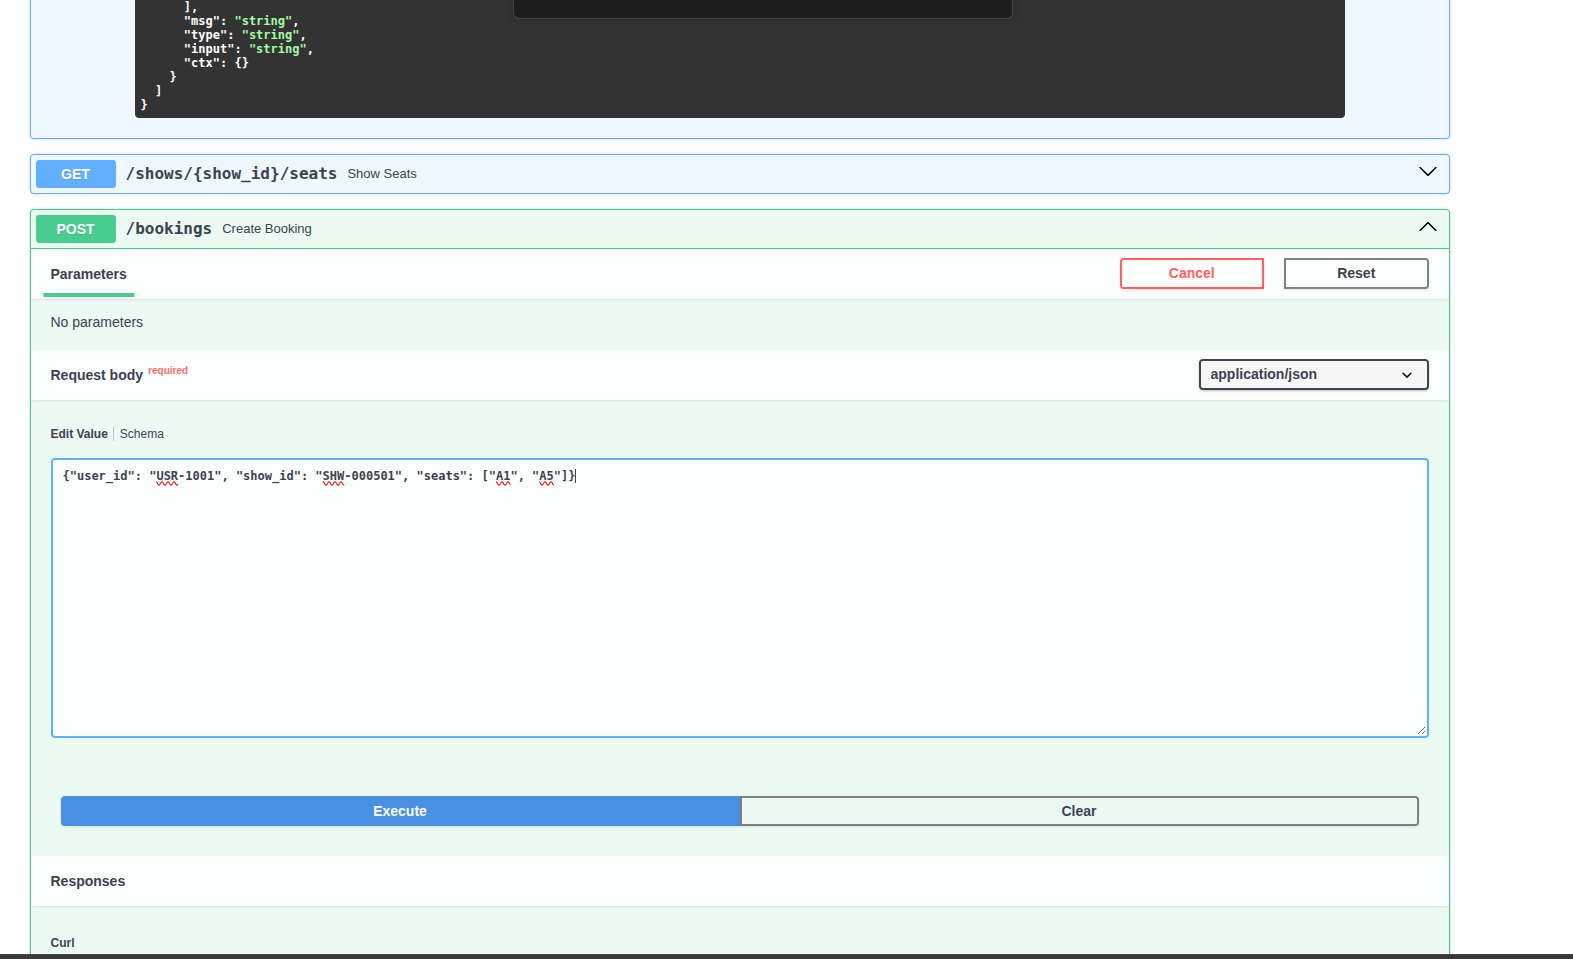 ],
"msg": "string",
"type": "string",
"input": "string",
"ctx": {}
}
]
}
GET /shows/{show_id}/seats Show Seats
POST /bookings Create Booking
Parameters Cancel Reset
No parameters
Request body required application/json
Edit Value Schema
{"user_id": "USR-1001", "show_id": "SHW-000501", "seats": ["A1", "A5"]}
Execute Clear
Responses
Curl